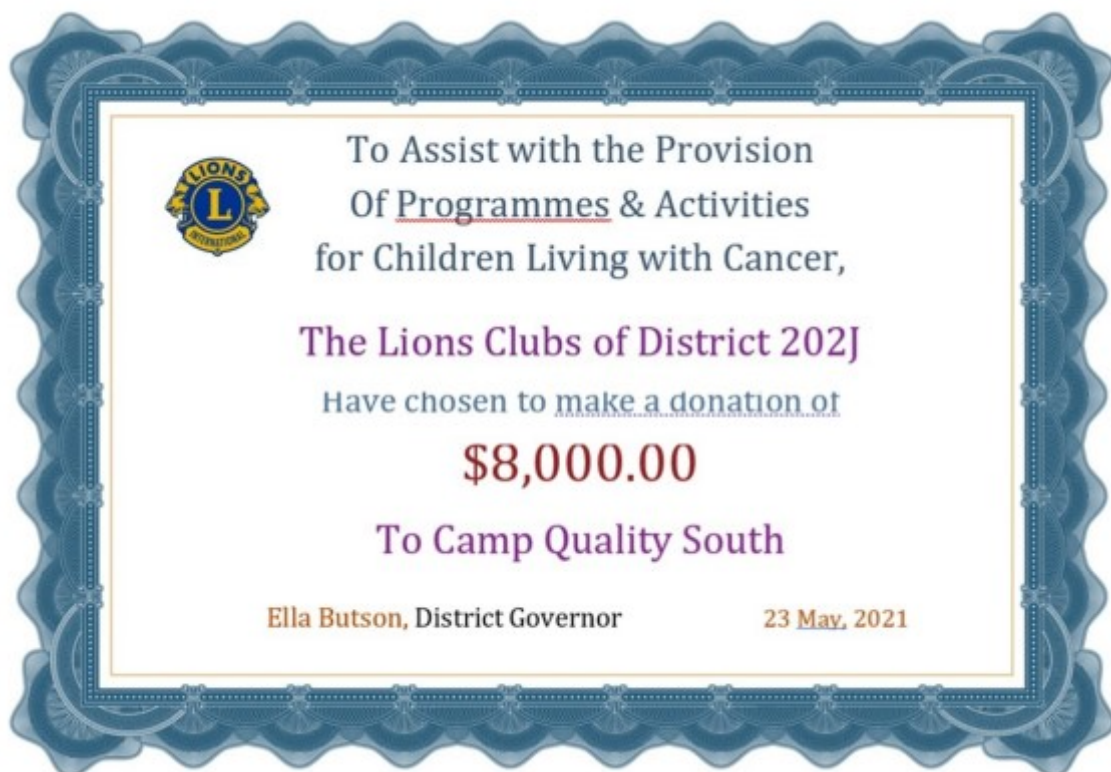 LIONS
L
INTERNATIONAL
To Assist with the Provision
Of Programmes & Activities
for Children Living with Cancer,
The Lions Clubs of District 202J
Have chosen to make a donation of
$8,000.00
To Camp Quality South
Ella Butson, District Governor
23 May, 2021